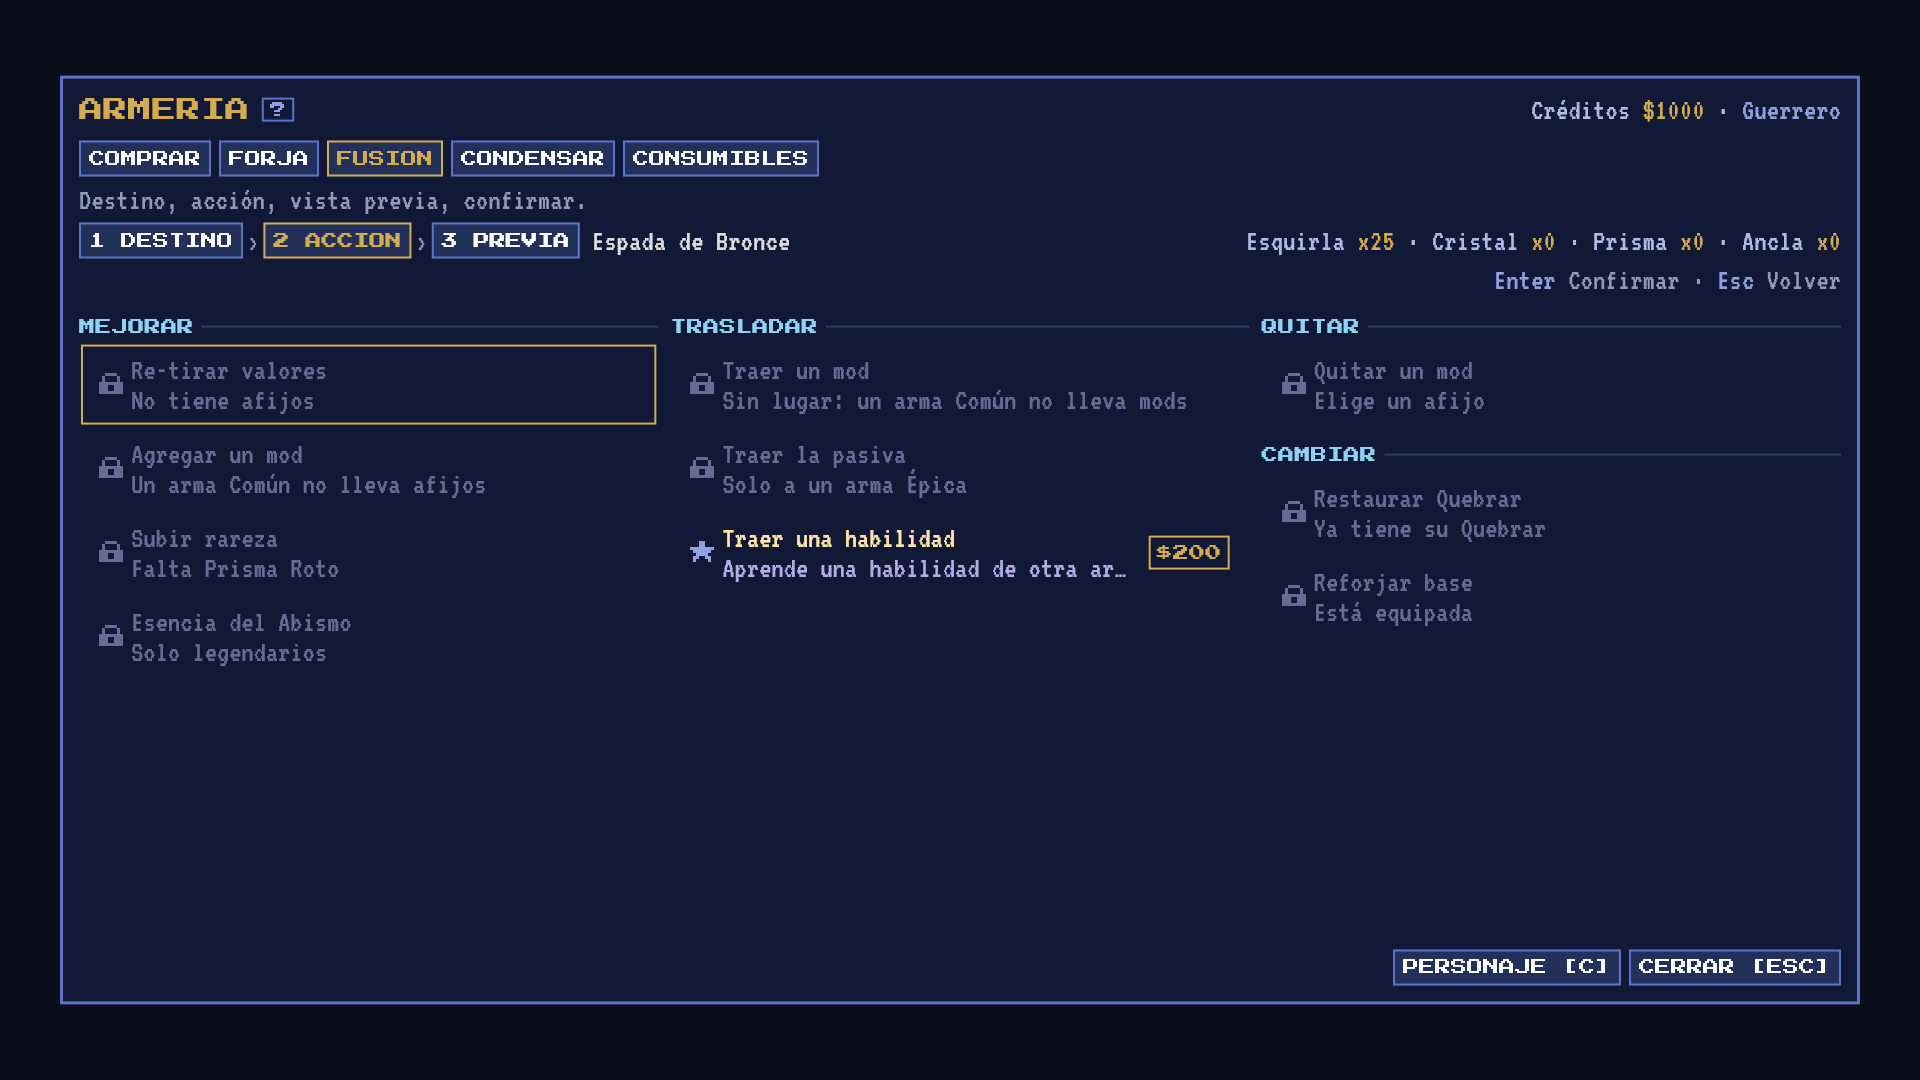 ARMERIA ?
Créditos $1000 · Guerrero
COMPRAR FORJA FUSION CONDENSAR CONSUMIBLES
Destino, acción, vista previa, confirmar.
1 DESTINO › 2 ACCION › 3 PREVIA Espada de Bronce
Esquirla x25 · Cristal x0 · Prisma x0 · Ancla x0
Enter Confirmar · Esc Volver
MEJORAR
Re-tirar valores
No tiene afijos
Agregar un mod
Un arma Común no lleva afijos
Subir rareza
Falta Prisma Roto
Esencia del Abismo
Solo legendarios
TRASLADAR
Traer un mod
Sin lugar: un arma Común no lleva mods
Traer la pasiva
Solo a un arma Épica
Traer una habilidad
Aprende una habilidad de otra ar…
$200
QUITAR
Quitar un mod
Elige un afijo
CAMBIAR
Restaurar Quebrar
Ya tiene su Quebrar
Reforjar base
Está equipada
PERSONAJE [C] CERRAR [ESC]